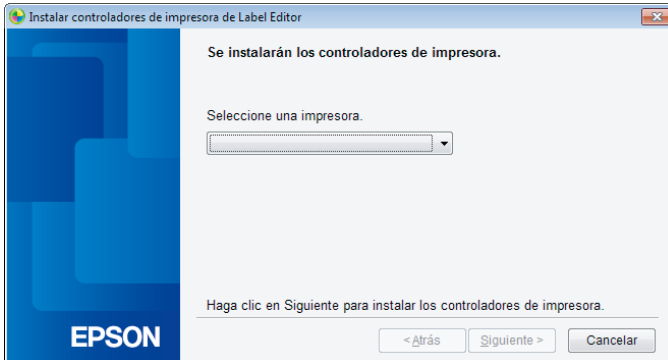 Instalar controladores de impresora de Label Editor
Se instalarán los controladores de impresora.
Seleccione una impresora.
Haga clic en Siguiente para instalar los controladores de impresora.
EPSON
< Atrás
Siguiente >
Cancelar